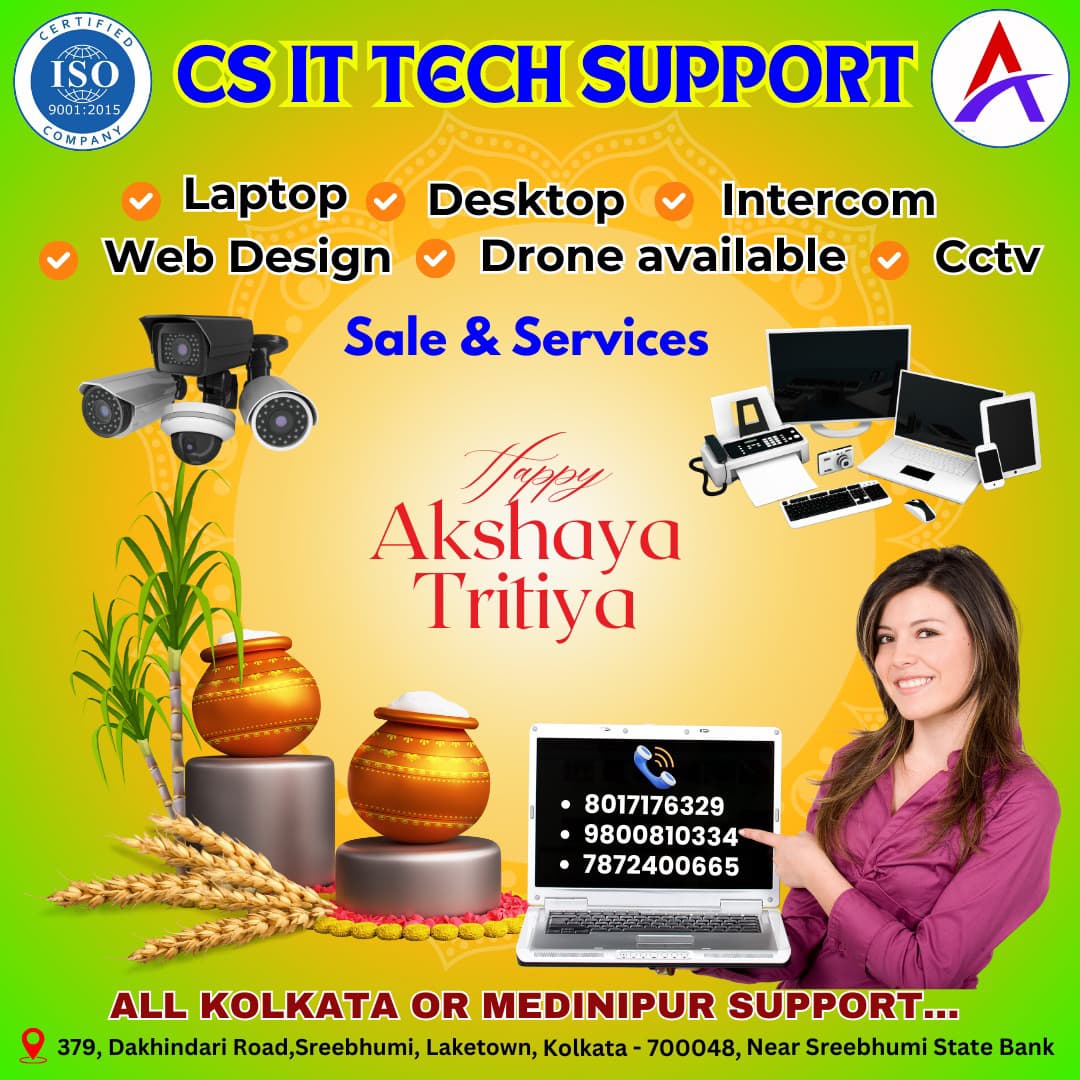 CERTIFIED
ISO
9001:2015
COMPANY
CS IT TECH SUPPORT
Laptop Desktop Intercom
Web Design Drone available Cctv
Sale & Services
Happy
Akshaya
Tritiya
• 8017176329
• 9800810334
• 7872400665
ALL KOLKATA OR MEDINIPUR SUPPORT...
379, Dakhindari Road,Sreebhumi, Laketown, Kolkata - 700048, Near Sreebhumi State Bank